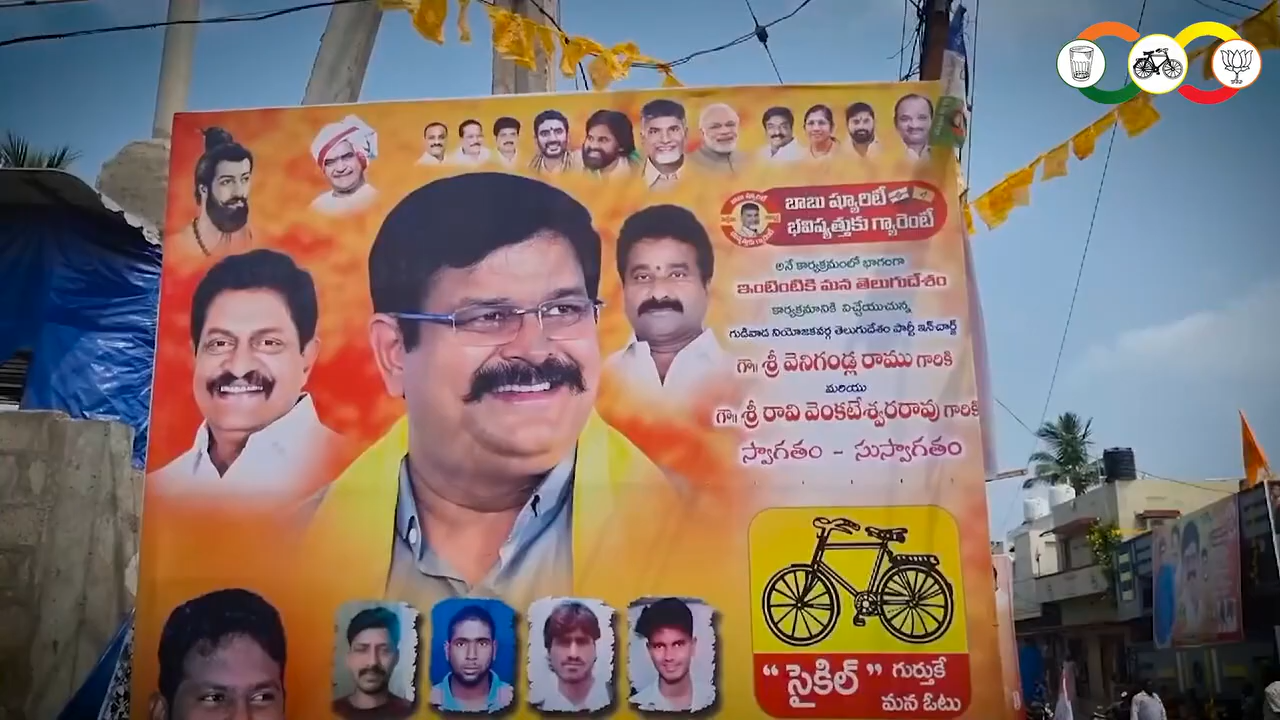 బాబు ష్యూరిటీ
భవిష్యత్తుకు గ్యారెంటీ
అనే కార్యక్రమంలో భాగంగా
ఇంటింటికి మన తెలుగుదేశం
కార్యక్రమానికి విచ్చేయుచున్న
గుడివాడ నియోజకవర్గ తెలుగుదేశం పార్టీ ఇన్‌చార్జ్
గౌ॥ శ్రీ వెనిగండ్ల రాము గారికి
మరియు
గౌ॥ శ్రీ రావి వెంకటేశ్వరరావు గారికి
స్వాగతం - సుస్వాగతం
“సైకిల్” గుర్తుకే
మన ఓటు